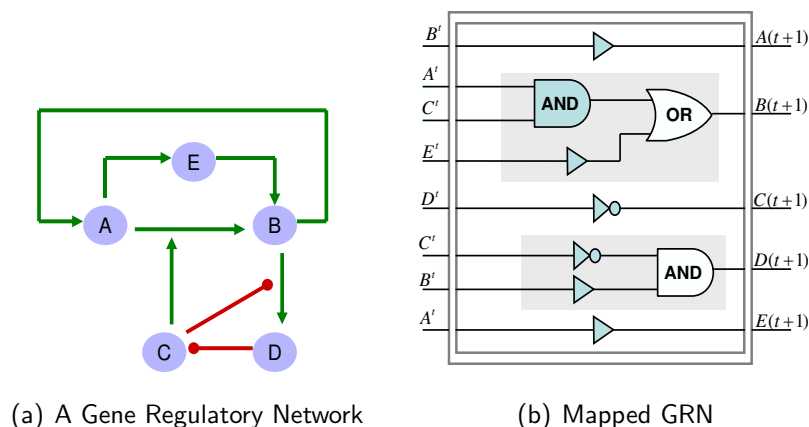 E
A
B
C
D
(a) A Gene Regulatory Network
B^t
A(t+1)
A^t
AND
C^t
OR
B(t+1)
E^t
D^t
C(t+1)
C^t
AND
D(t+1)
B^t
A^t
E(t+1)
(b) Mapped GRN